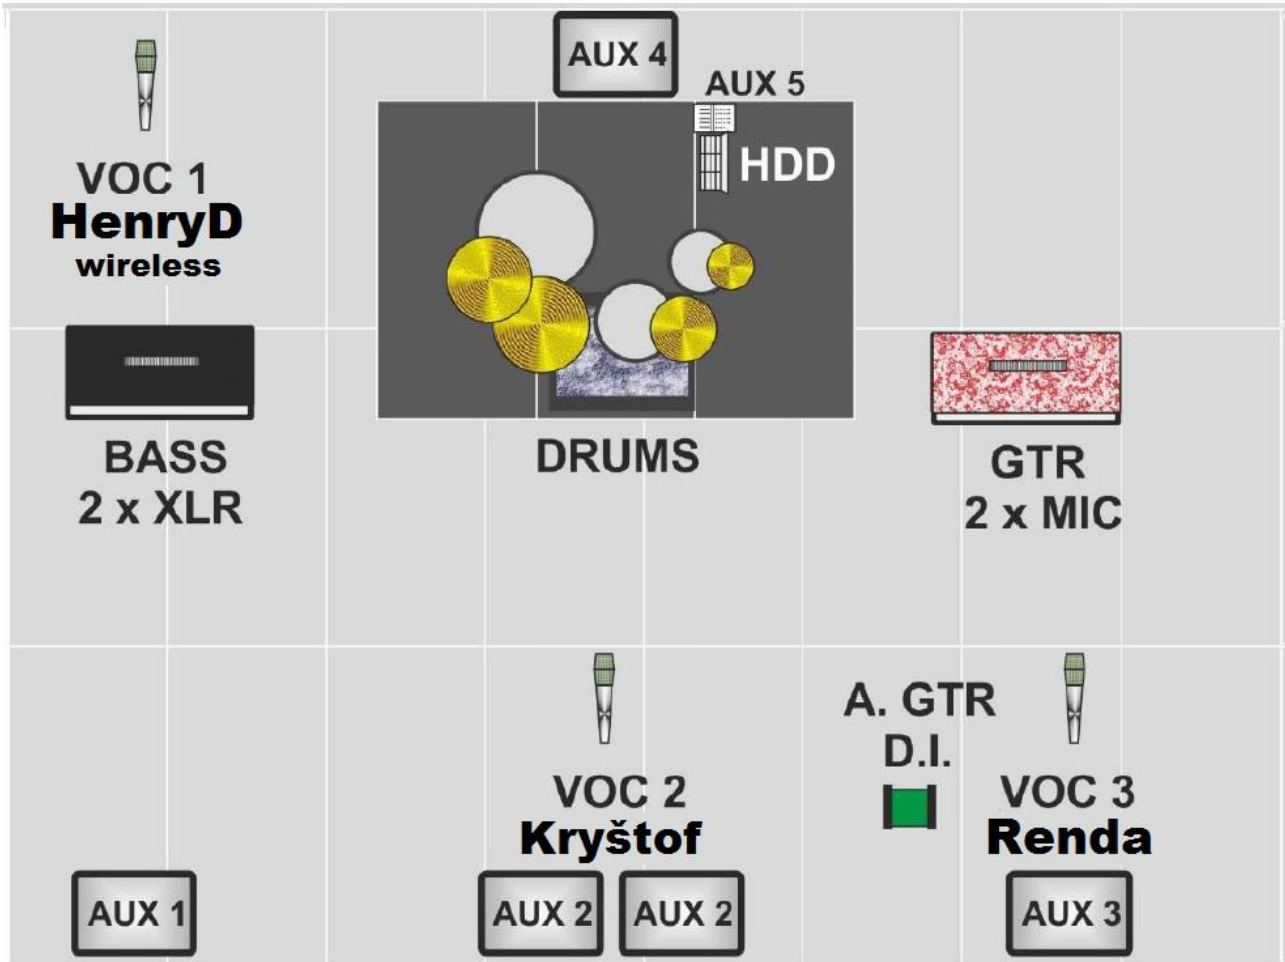 AUX 4
AUX 5
HDD
VOC 1
HenryD
wireless
BASS
2 x XLR
DRUMS
GTR
2 x MIC
A. GTR
D.I.
VOC 2
Kryštof
VOC 3
Renda
AUX 1
AUX 2
AUX 2
AUX 3